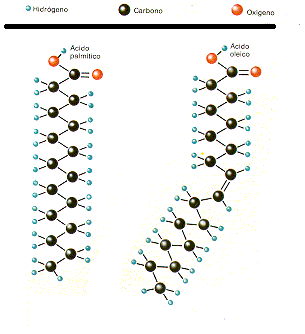 Hidrógeno
Carbono
Oxígeno
Acido
palmítico
Acido
oleico